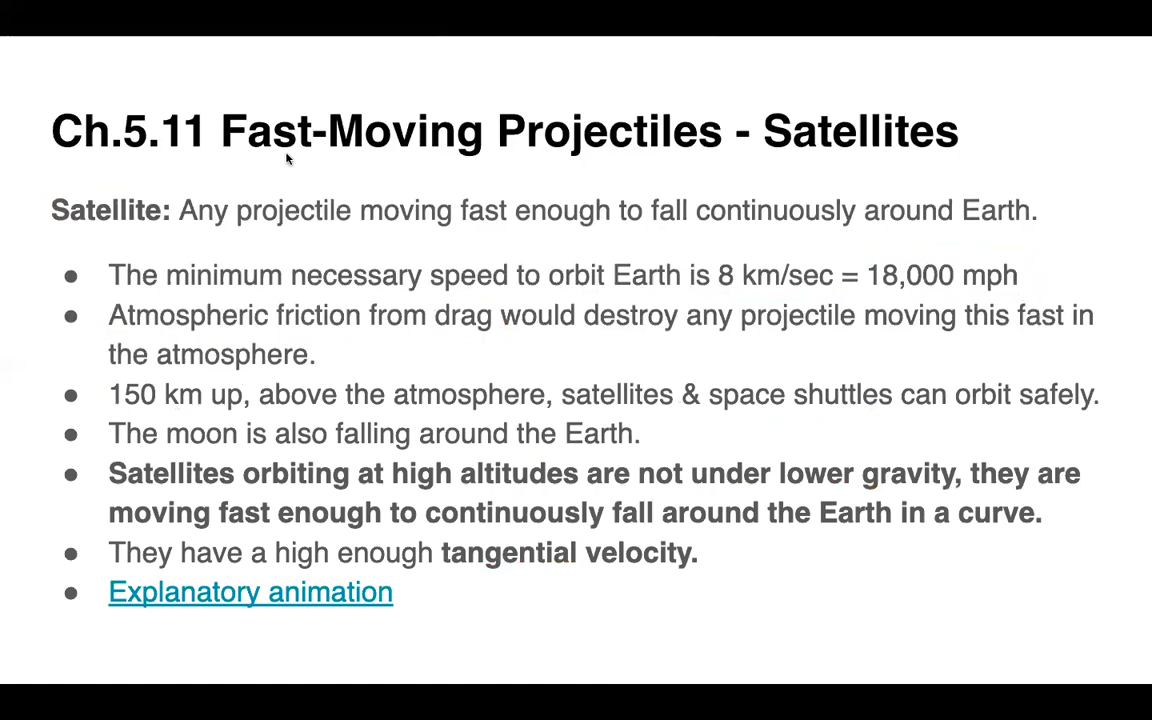 Ch.5.11 Fast-Moving Projectiles - Satellites
Satellite: Any projectile moving fast enough to fall continuously around Earth.
● The minimum necessary speed to orbit Earth is 8 km/sec = 18,000 mph
● Atmospheric friction from drag would destroy any projectile moving this fast in
the atmosphere.
● 150 km up, above the atmosphere, satellites & space shuttles can orbit safely.
● The moon is also falling around the Earth.
● Satellites orbiting at high altitudes are not under lower gravity, they are
moving fast enough to continuously fall around the Earth in a curve.
● They have a high enough tangential velocity.
● Explanatory animation